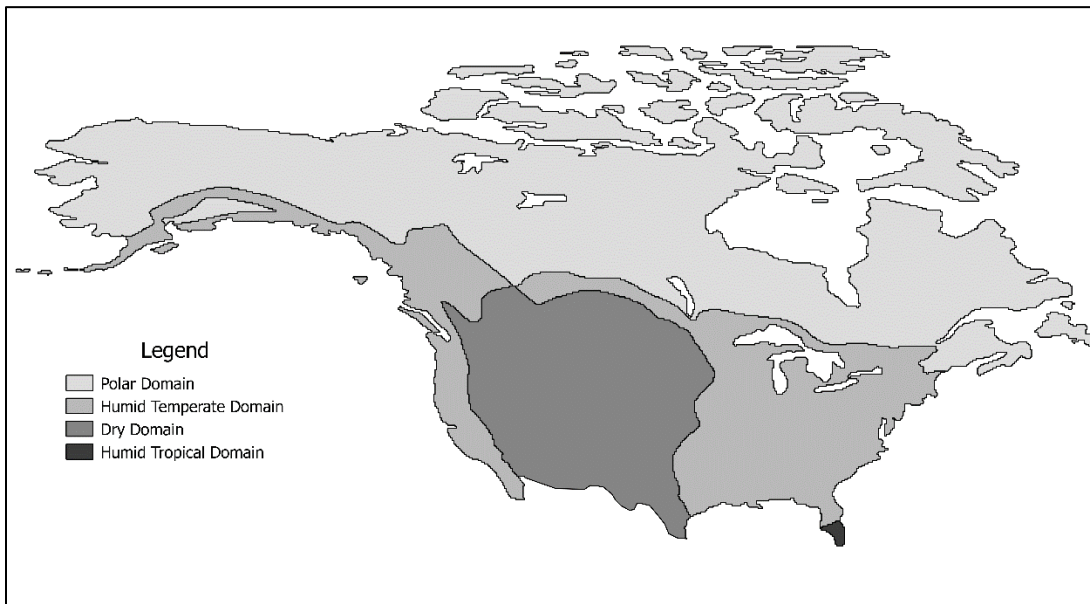 Legend
Polar Domain
Humid Temperate Domain
Dry Domain
Humid Tropical Domain